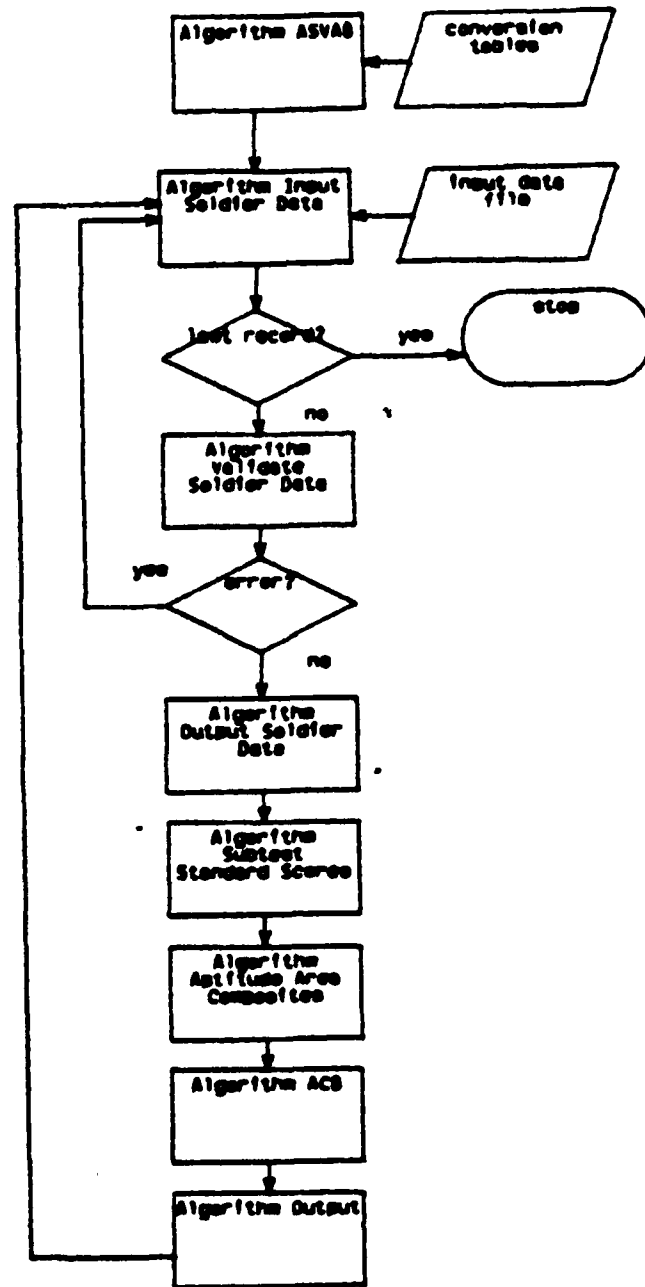 Algorithm ASVAB
conversion
tables
Algorithm Input
Soldier Data
input data
file
last record?
yes
stop
no
Algorithm
Validate
Soldier Data
error?
yes
no
Algorithm
Output Soldier
Data
Algorithm
Subtest
Standard Scores
Algorithm
Aptitude Area
Composites
Algorithm ACB
Algorithm Output